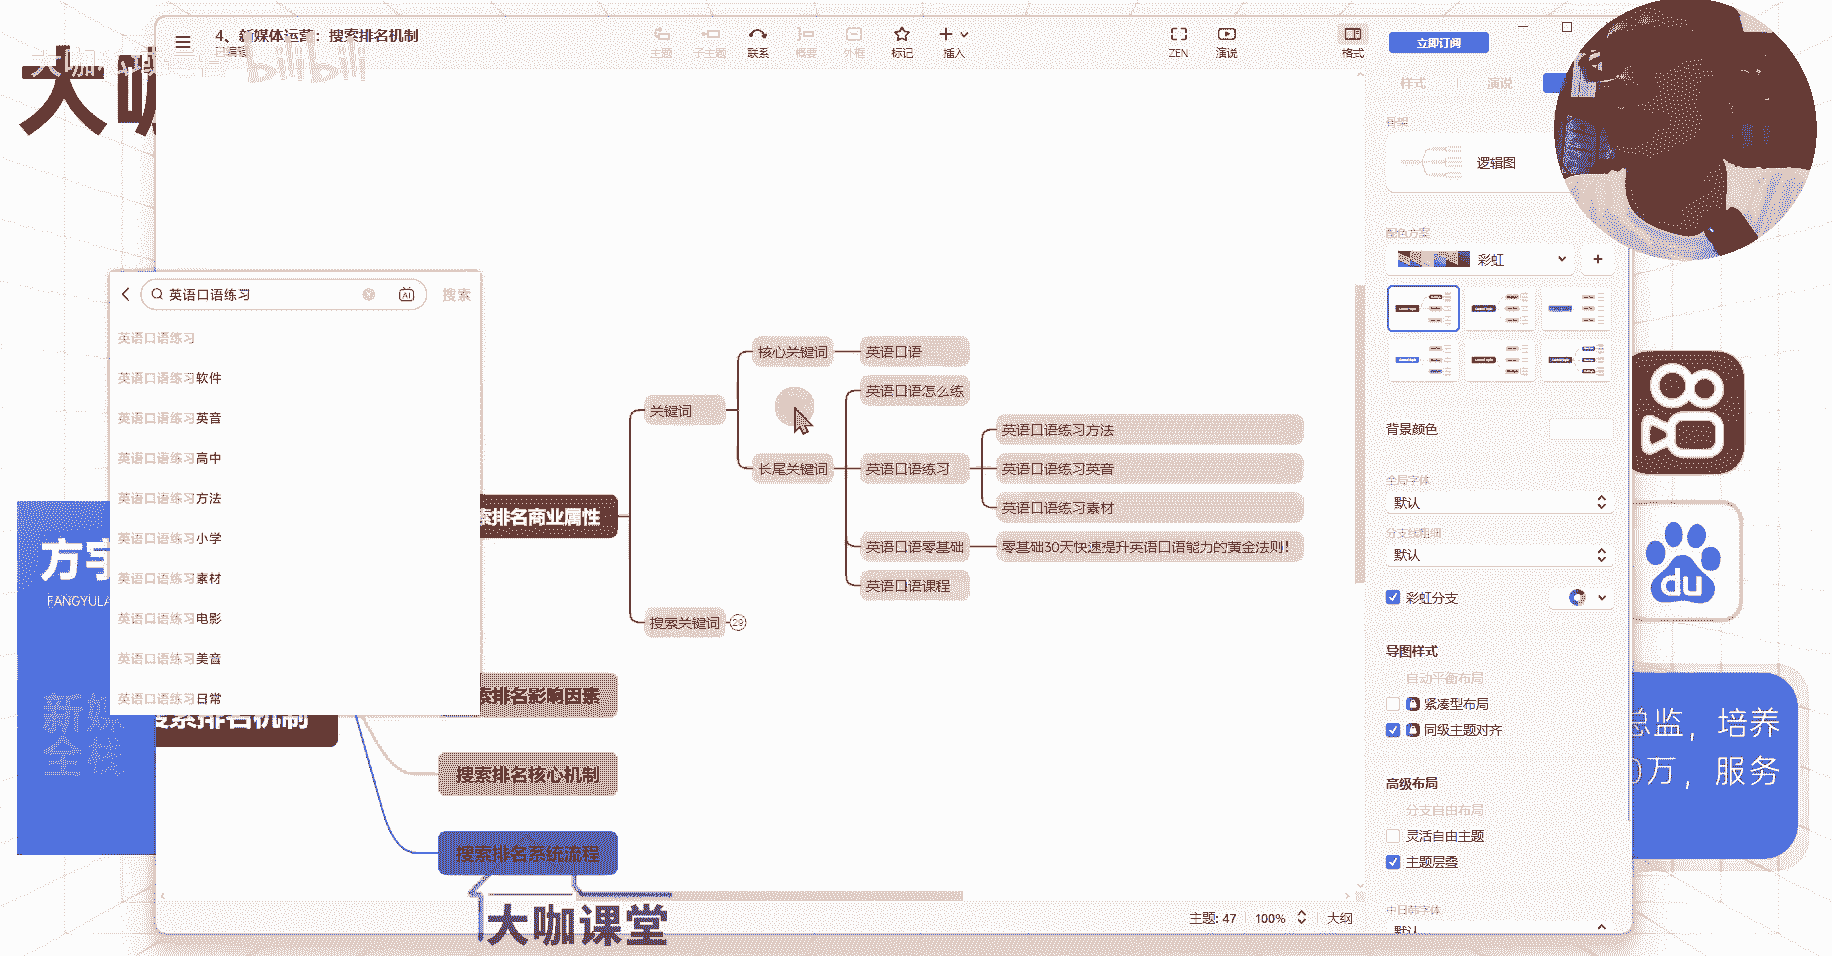 4、新媒体运营：搜索排名机制
已编辑
主题
子主题
联系
概要
外框
标记
插入
ZEN
演说
格式
立即订阅
样式
演说
大咖
bilibili
骨架
逻辑图
配色方案
彩虹
背景颜色
全局字体
默认
分支线粗细
默认
彩虹分支
导图样式
自动平衡布局
紧凑型布局
同级主题对齐
高级布局
分支自由布局
灵活自由主题
主题层叠
中日韩字体
默认
英语口语练习
AI
搜索
英语口语练习
英语口语练习软件
英语口语练习英音
英语口语练习高中
英语口语练习方法
英语口语练习小学
英语口语练习素材
英语口语练习电影
英语口语练习美音
英语口语练习日常
核心关键词
英语口语
英语口语怎么练
关键词
英语口语练习方法
长尾关键词
英语口语练习
英语口语练习英音
英语口语练习素材
索排名商业属性
英语口语零基础
零基础30天快速提升英语口语能力的黄金法则！
英语口语课程
搜索关键词
29
索排名影响因素
搜索排名机制
搜索排名核心机制
搜索排名系统流程
大咖课堂
主题: 47
100%
大纲
方宇
FANGYULA
新媒
全栈
du
总监，培养
0万，服务